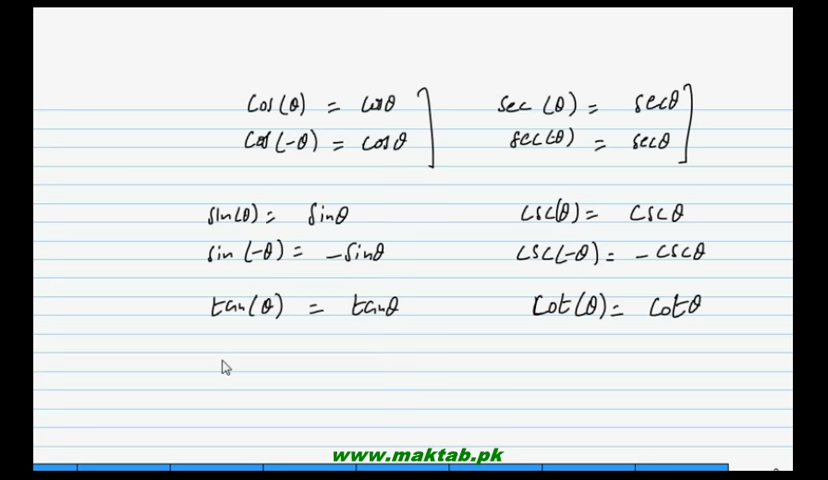 cos(θ) = cosθ
cos(-θ) = cosθ
sec(θ) = secθ
sec(-θ) = secθ
sin(θ) = sinθ
sin(-θ) = -sinθ
csc(θ) = cscθ
csc(-θ) = -cscθ
tan(θ) = tanθ
cot(θ) = cotθ
www.maktab.pk